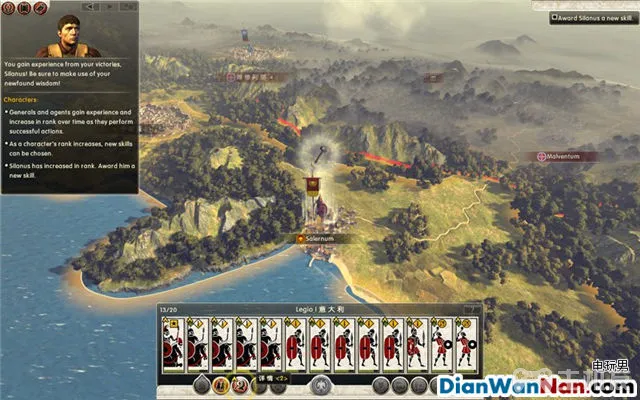 You gain experience from your victories,
Silanus! Be sure to make use of your
newfound wisdom!
Characters:
Generals and agents gain experience and
increase in rank over time as they perform
successful actions.
As a character's rank increases, new skills
can be chosen.
Silanus has increased in rank. Award him a
new skill.
Award Silanus a new skill.
Malventum
Salernum
13/20
Legio I 意大利
详情 <2>
电玩男
DianWanNan.com